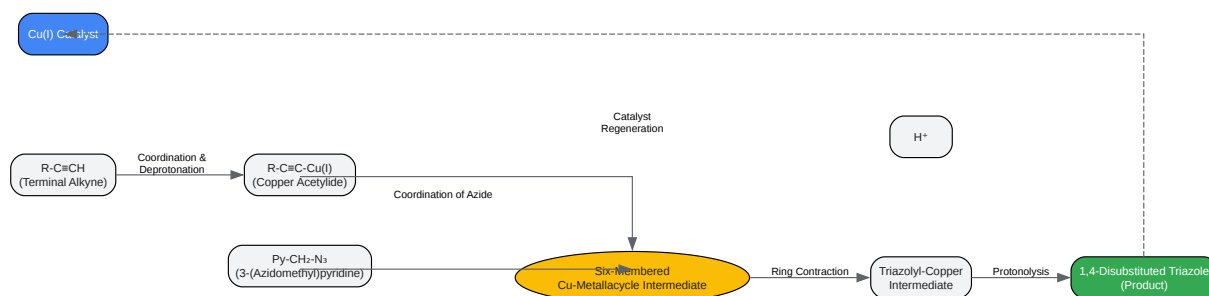 Cu(I) Catalyst
Catalyst
Regeneration
H⁺
R-C≡CH
(Terminal Alkyne)
Coordination &
Deprotonation
R-C≡C-Cu(I)
(Copper Acetylide)
Coordination of Azide
Py-CH₂-N₃
(3-(Azidomethyl)pyridine)
Six-Membered
Cu-Metallacycle Intermediate
Ring Contraction
Triazolyl-Copper
Intermediate
Protonolysis
1,4-Disubstituted Triazole
(Product)